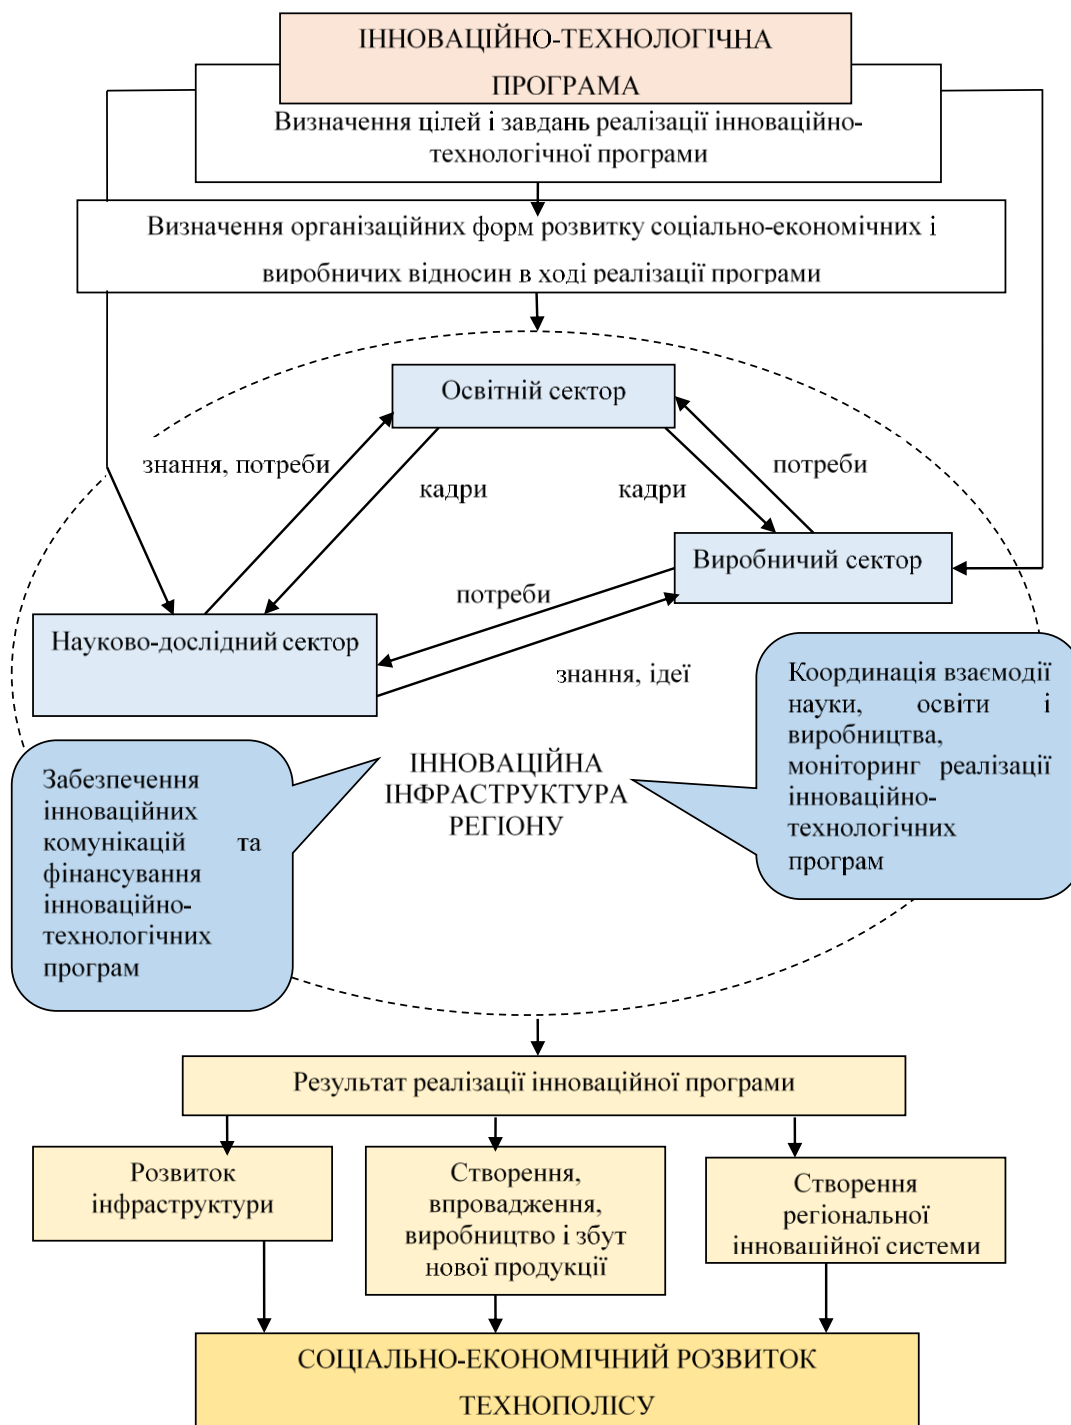 ІННОВАЦІЙНО-ТЕХНОЛОГІЧНА
ПРОГРАМА
Визначення цілей і завдань реалізації інноваційно-
технологічної програми
Визначення організаційних форм розвитку соціально-економічних і
виробничих відносин в ході реалізації програми
Освітній сектор
знання, потреби
кадри
кадри
потреби
Виробничий сектор
потреби
Науково-дослідний сектор
знання, ідеї
Координація взаємодії
науки, освіти і
виробництва,
моніторинг реалізації
інноваційно-
технологічних
програм
ІННОВАЦІЙНА
ІНФРАСТРУКТУРА
РЕГІОНУ
Забезпечення
інноваційних
комунікацій та
фінансування
інноваційно-
технологічних
програм
Результат реалізації інноваційної програми
Розвиток
інфраструктури
Створення,
впровадження,
виробництво і збут
нової продукції
Створення
регіональної
інноваційної системи
СОЦІАЛЬНО-ЕКОНОМІЧНИЙ РОЗВИТОК
ТЕХНОПОЛІСУ